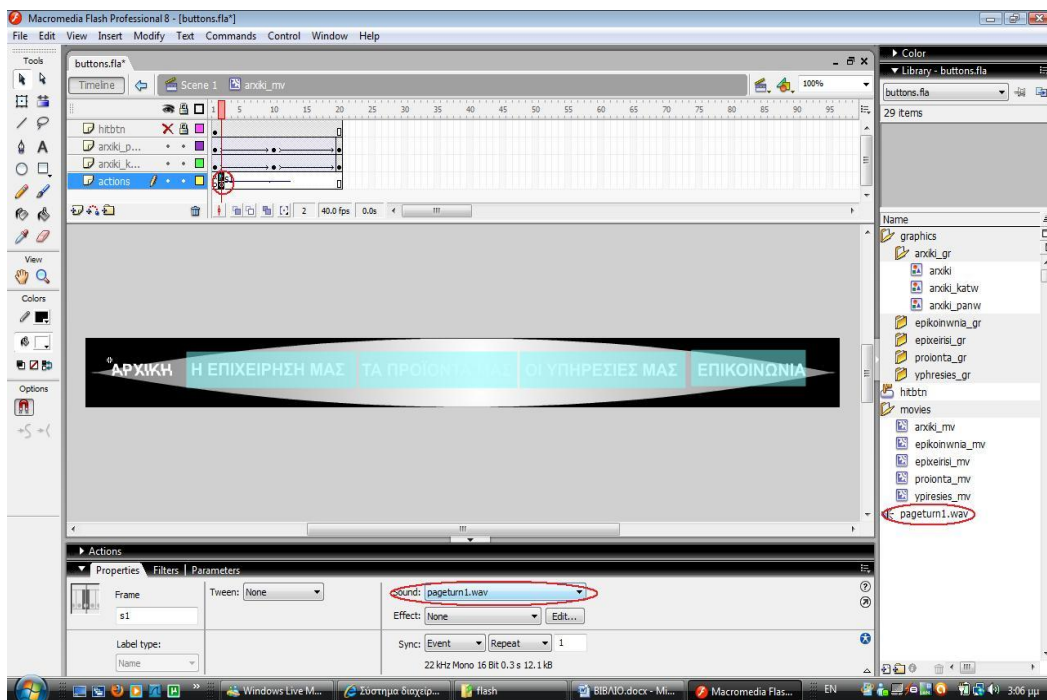 Macromedia Flash Professional 8 - [buttons.fla*]
File Edit View Insert Modify Text Commands Control Window Help
Tools
View
Colors
Options
buttons.fla*
Timeline Scene 1 arxiki_mv 100%
1 5 10 15 20 25 30 35 40 45 50 55 60 65 70 75 80 85 90 95
hitbtn
arxiki_p...
arxiki_k...
actions
2 40.0 fps 0.0s
ΑΡΧΙΚΗ Η ΕΠΙΧΕΙΡΗΣΗ ΜΑΣ ΤΑ ΠΡΟΙΟΝΤΑ ΜΑΣ ΟΙ ΥΠΗΡΕΣΙΕΣ ΜΑΣ ΕΠΙΚΟΙΝΩΝΙΑ
Actions
Properties Filters Parameters
Frame
s1
Label type:
Name
Tween: None
Sound: pageturn1.wav
Effect: None Edit...
Sync: Event Repeat 1
22 kHz Mono 16 Bit 0.3 s 12.1 kB
Color
Library - buttons.fla
buttons.fla
29 items
Name
graphics
arxiki_gr
arxiki
arxiki_katw
arxiki_panw
epikoinwnia_gr
epixeirisi_gr
proionta_gr
yphresies_gr
hitbtn
movies
arxiki_mv
epikoinwnia_mv
epixeirisi_mv
proionta_mv
ypiresies_mv
pageturn1.wav
Windows Live M... Σύστημα διαχείρ... flash ΒΙΒΛΙΟ.docx - Mi... Macromedia Flas... EN 3:06 μμ